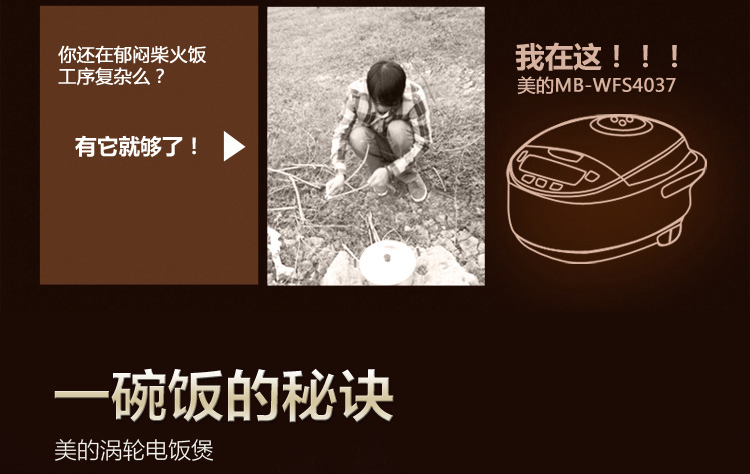 你还在郁闷柴火饭
工序复杂么？
有它就够了！
我在这！！！
美的MB-WFS4037
一碗饭的秘诀
美的涡轮电饭煲